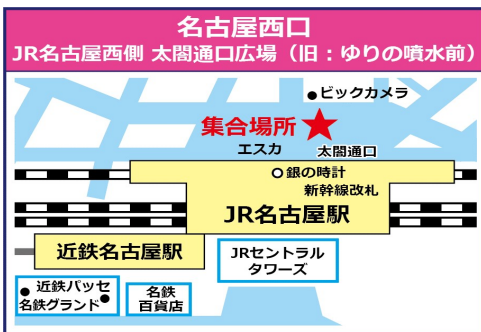 名古屋西口
JR名古屋西側 太閤通口広場（旧：ゆりの噴水前）
ビックカメラ
集合場所
エスカ
太閤通口
銀の時計
新幹線改札
JR名古屋駅
近鉄名古屋駅
JRセントラル
タワーズ
近鉄パッセ
名鉄グランド
名鉄
百貨店